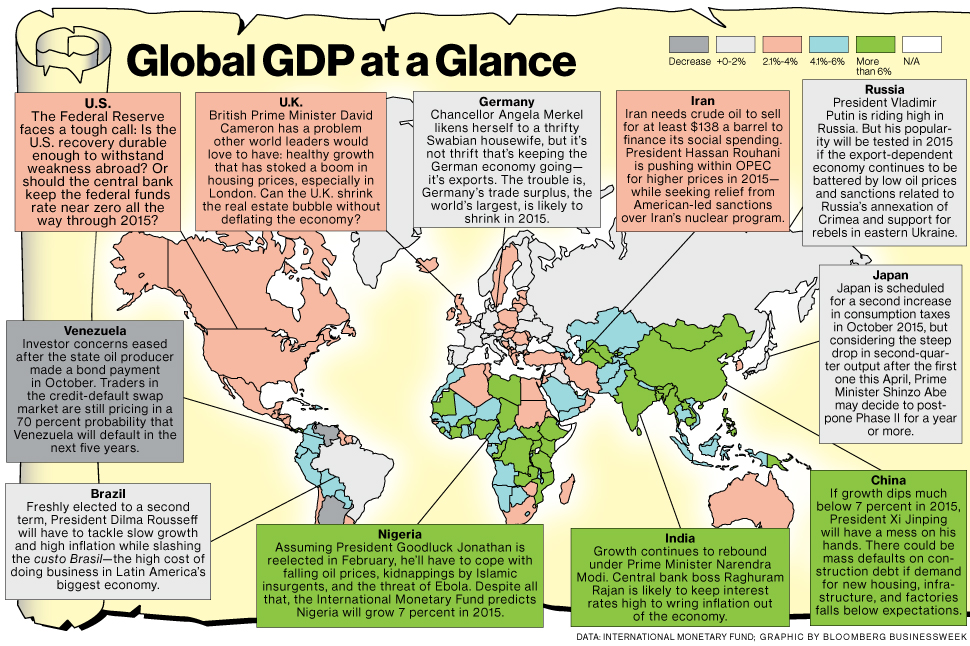 Global GDP at a Glance
Decrease
+0-2%
2.1%-4%
4.1%-6%
More
than 6%
N/A
U.S.
The Federal Reserve
faces a tough call: Is the
U.S. recovery durable
enough to withstand
weakness abroad? Or
should the central bank
keep the federal funds
rate near zero all the
way through 2015?
U.K.
British Prime Minister David
Cameron has a problem
other world leaders would
love to have: healthy growth
that has stoked a boom in
housing prices, especially in
London. Can the U.K. shrink
the real estate bubble without
deflating the economy?
Germany
Chancellor Angela Merkel
likens herself to a thrifty
Swabian housewife, but it's
not thrift that's keeping the
German economy going—
it's exports. The trouble is,
Germany's trade surplus, the
world's largest, is likely to
shrink in 2015.
Iran
Iran needs crude oil to sell
for at least $138 a barrel to
finance its social spending.
President Hassan Rouhani
is pushing within OPEC
for higher prices in 2015—
while seeking relief from
American-led sanctions
over Iran's nuclear program.
Russia
President Vladimir
Putin is riding high in
Russia. But his popular-
ity will be tested in 2015
if the export-dependent
economy continues to be
battered by low oil prices
and sanctions related to
Russia's annexation of
Crimea and support for
rebels in eastern Ukraine.
Japan
Japan is scheduled
for a second increase
in consumption taxes
in October 2015, but
considering the steep
drop in second-quar-
ter output after the first
one this April, Prime
Minister Shinzo Abe
may decide to post-
pone Phase II for a year
or more.
Venezuela
Investor concerns eased
after the state oil producer
made a bond payment
in October. Traders in
the credit-default swap
market are still pricing in a
70 percent probability that
Venezuela will default in the
next five years.
Brazil
Freshly elected to a second
term, President Dilma Rousseff
will have to tackle slow growth
and high inflation while slashing
the custo Brasil—the high cost of
doing business in Latin America's
biggest economy.
Nigeria
Assuming President Goodluck Jonathan is
reelected in February, he'll have to cope with
falling oil prices, kidnappings by Islamic
insurgents, and the threat of Ebola. Despite all
that, the International Monetary Fund predicts
Nigeria will grow 7 percent in 2015.
India
Growth continues to rebound
under Prime Minister Narendra
Modi. Central bank boss Raghuram
Rajan is likely to keep interest
rates high to wring inflation out
of the economy.
China
If growth dips much
below 7 percent in 2015,
President Xi Jinping
will have a mess on his
hands. There could be
mass defaults on con-
struction debt if demand
for new housing, infra-
structure, and factories
falls below expectations.
DATA: INTERNATIONAL MONETARY FUND; GRAPHIC BY BLOOMBERG BUSINESSWEEK